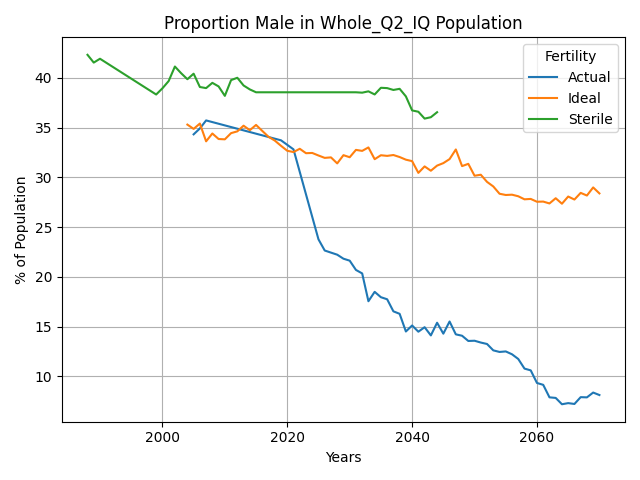 Proportion Male in Whole_Q2_IQ Population
% of Population
40
35
30
25
20
15
10
2000
2020
2040
2060
Years
Fertility
Actual
Ideal
Sterile